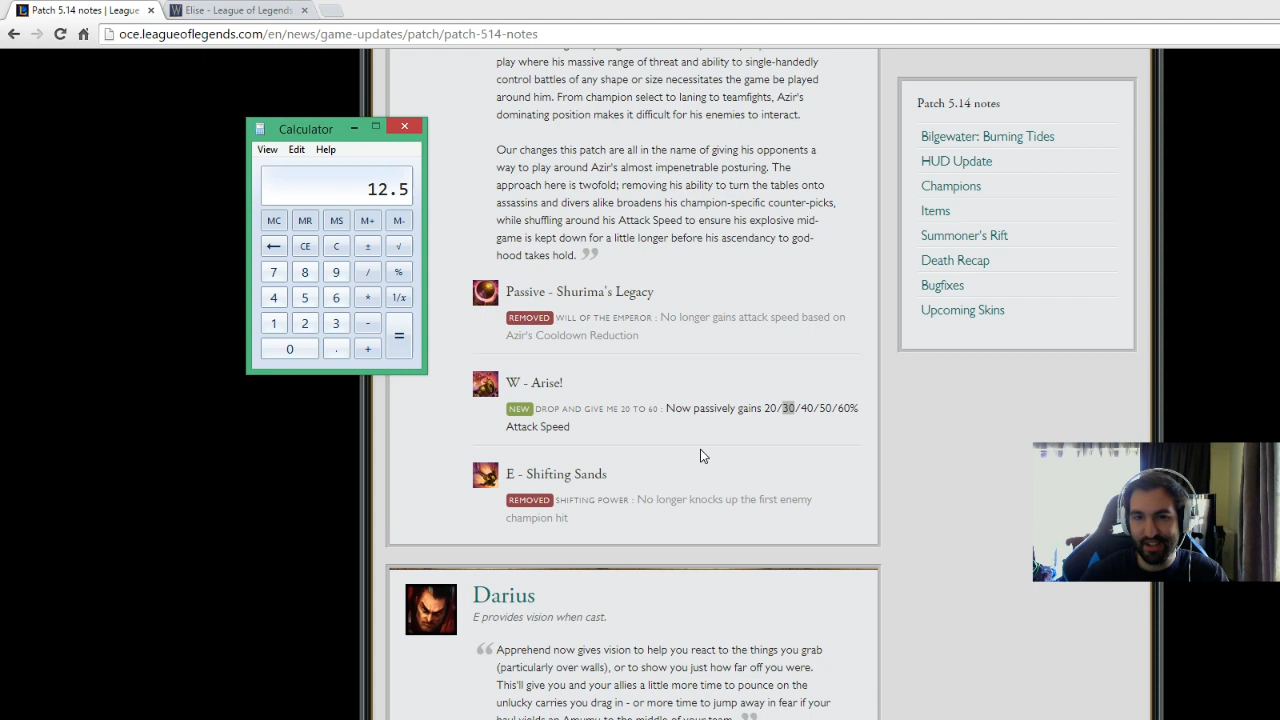 Patch 5.14 notes | League
Elise - League of Legends
oce.leagueoflegends.com/en/news/game-updates/patch/patch-514-notes
play where his massive range of threat and ability to single-handedly
control battles of any shape or size necessitates the game be played
around him. From champion select to laning to teamfights, Azir's
dominating position makes it difficult for his enemies to interact.
Our changes this patch are all in the name of giving his opponents a
way to play around Azir's almost impenetrable posturing. The
approach here is twofold; removing his ability to turn the tables onto
assassins and divers alike broadens his champion-specific counter-picks,
while shuffling around his Attack Speed to ensure his explosive mid-
game is kept down for a little longer before his ascendancy to god-
hood takes hold.
Passive - Shurima's Legacy
REMOVED WILL OF THE EMPEROR : No longer gains attack speed based on
Azir's Cooldown Reduction
W - Arise!
NEW DROP AND GIVE ME 20 TO 60 : Now passively gains 20/30/40/50/60%
Attack Speed
E - Shifting Sands
REMOVED SHIFTING POWER : No longer knocks up the first enemy
champion hit
Darius
E provides vision when cast.
Apprehend now gives vision to help you react to the things you grab
(particularly over walls), or to show you just how far off you were.
This'll give you and your allies a little more time to pounce on the
unlucky carries you drag in - or more time to jump away in fear if your
haul yields an Amumu to the middle of your team.
Calculator
View Edit Help
12.5
MC MR MS M+ M-
← CE C ± √
7 8 9 / %
4 5 6 * 1/x
1 2 3 - =
0 . +
Patch 5.14 notes
Bilgewater: Burning Tides
HUD Update
Champions
Items
Summoner's Rift
Death Recap
Bugfixes
Upcoming Skins